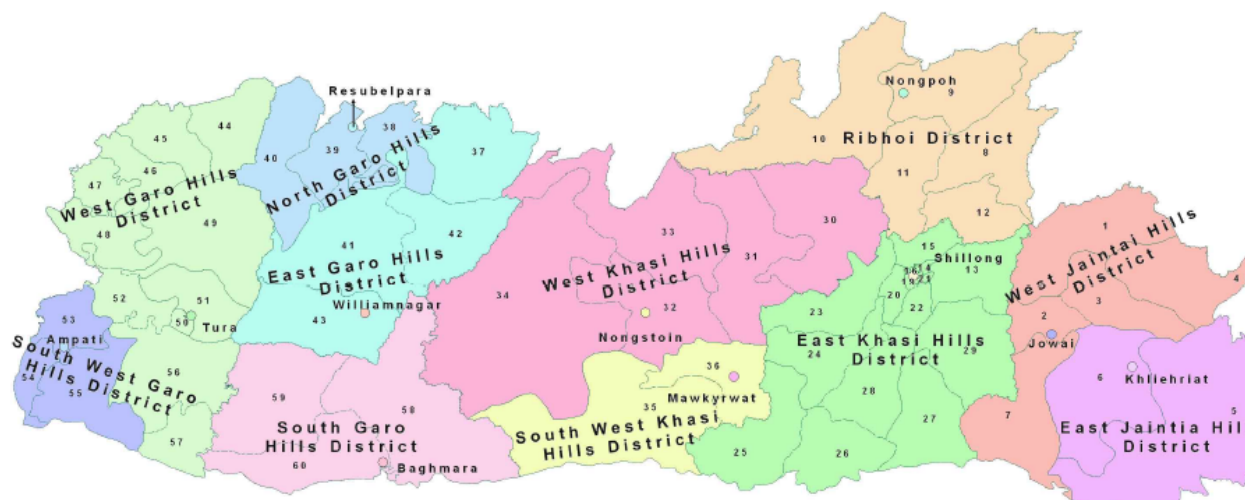 Resubelpara
Nongpoh
9
38
44
45
39
40
16
Ribhoi District
8
37
46
47
11
West Garo Hills
District
North Garo Hills
District
12
30
33
49
48
41
42
East Garo Hills
District
West Khasi Hills
District
31
34
15
Shillong
14
13
19
21
20
22
1
West Jaintai Hills
District
4
2
3
Jowai
52
51
50
Tura
Williamnagar
43
32
Nongstoin
23
24
East Khasi Hills
District
29
28
53
Ampati
54
55
South West Garo
Hills District
56
57
59
58
South Garo
Hills District
60
Baghmara
36
Mawkyrwat
35
South West Khasi
Hills District
25
26
27
7
6
Khliehriat
5
East Jaintia Hil
District